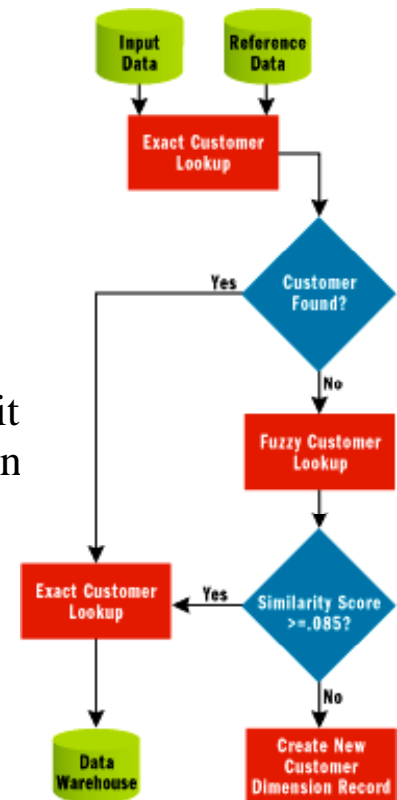 Input
Data
Reference
Data
Exact Customer
Lookup
Yes
Customer
Found?
No
it
n
Fuzzy Customer
Lookup
Exact Customer
Lookup
Yes
Similarity Score
>=.085?
No
Data
Warehouse
Create New
Customer
Dimension Record